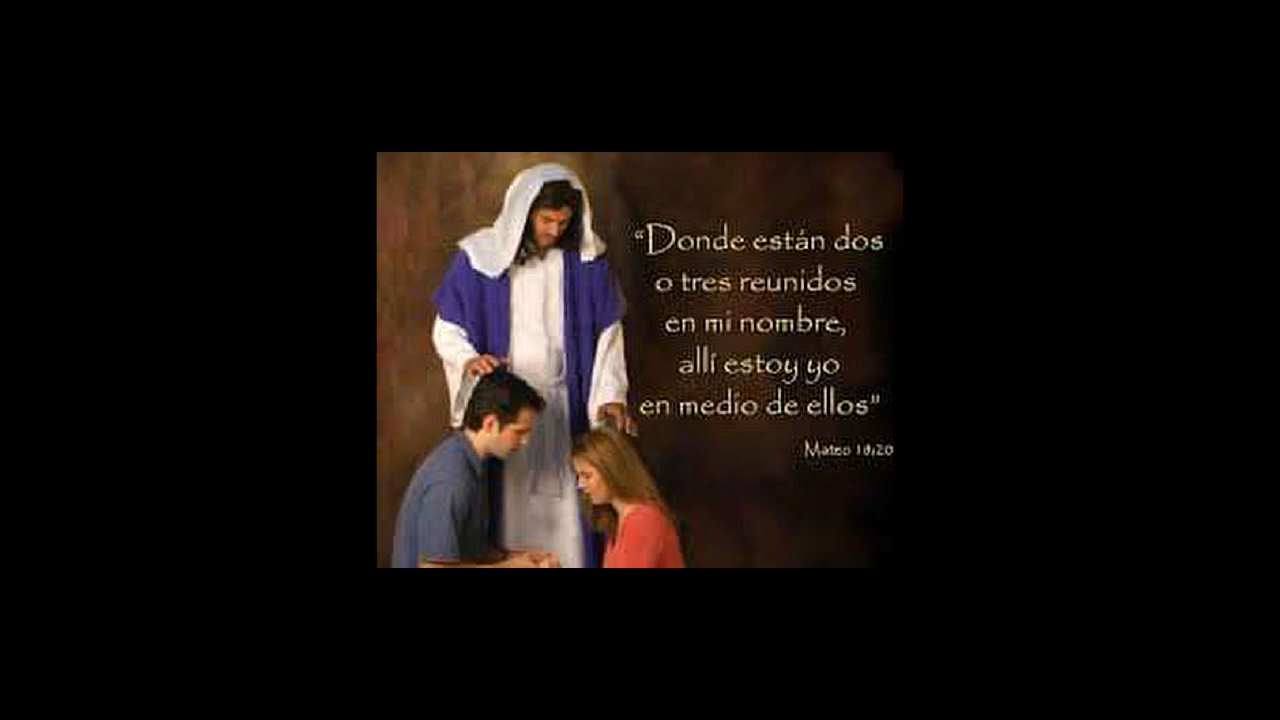 “Donde están dos
o tres reunidos
en mi nombre,
allí estoy yo
en medio de ellos”
Mateo 18:20